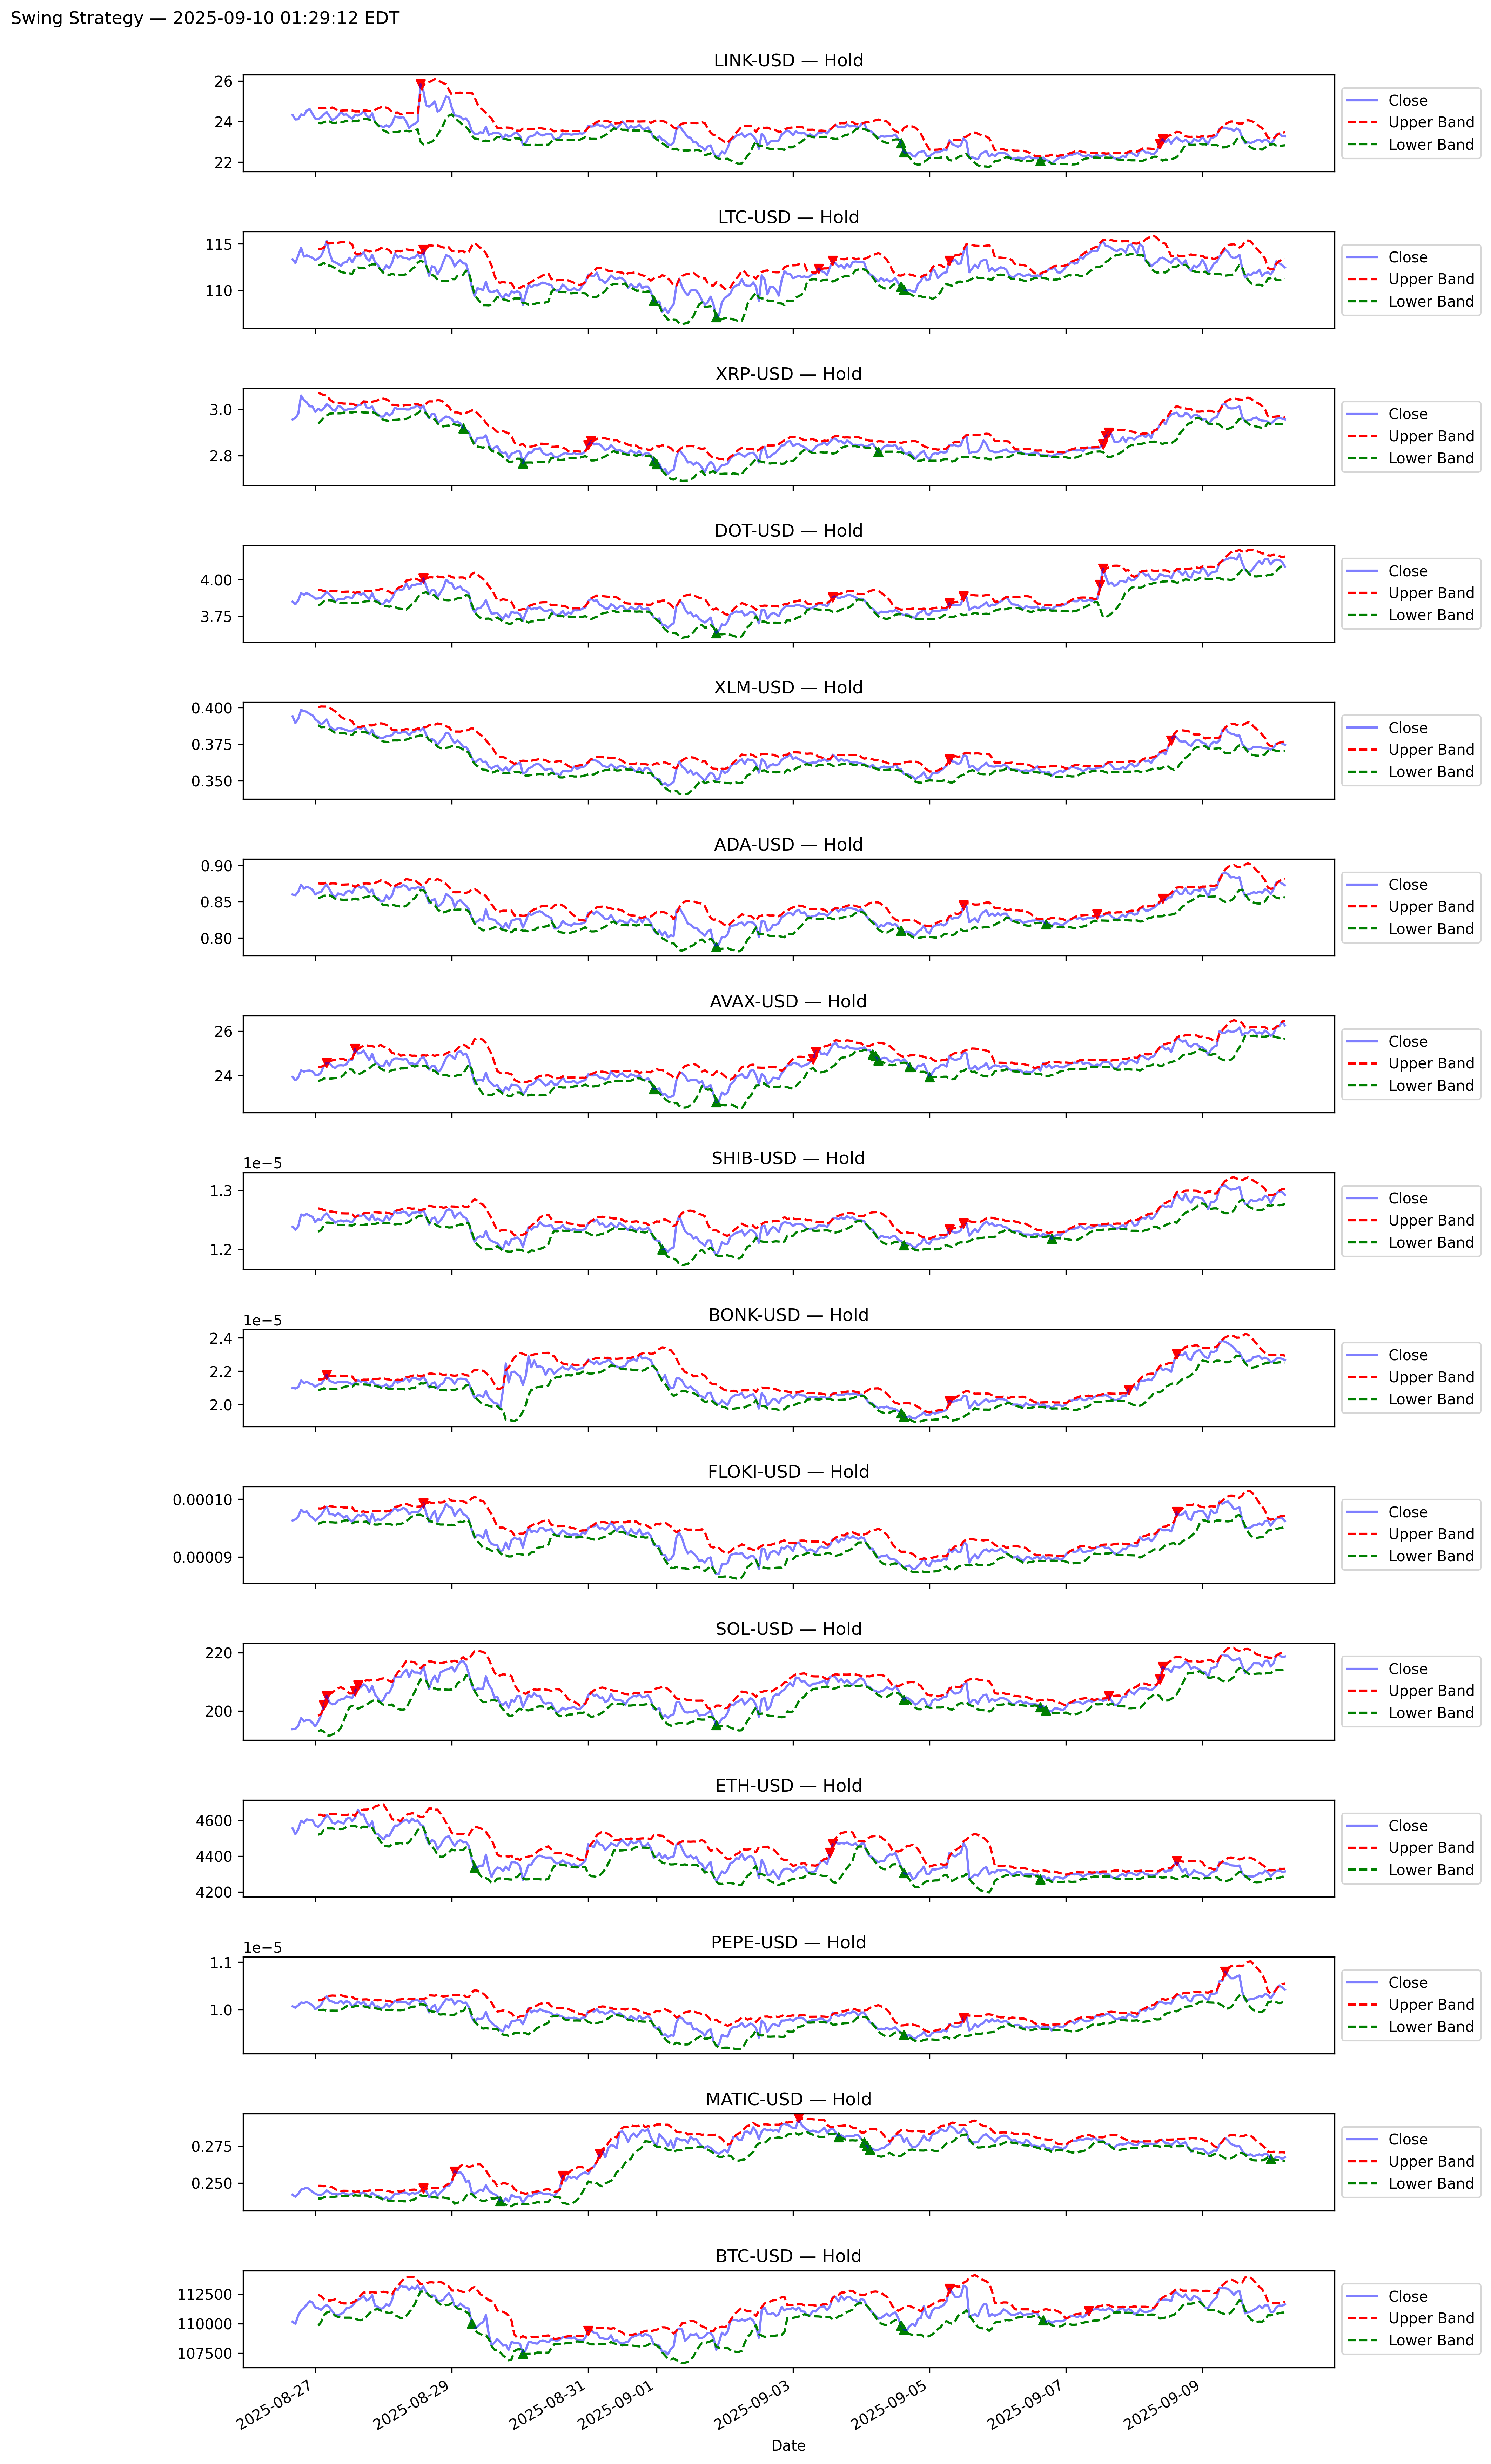 Swing Strategy — 2025-09-10 01:29:12 EDT
LINK-USD — Hold
26
24
22
Close
Upper Band
Lower Band
LTC-USD — Hold
115
110
Close
Upper Band
Lower Band
XRP-USD — Hold
3.0
2.8
Close
Upper Band
Lower Band
DOT-USD — Hold
4.00
3.75
Close
Upper Band
Lower Band
XLM-USD — Hold
0.400
0.375
0.350
Close
Upper Band
Lower Band
ADA-USD — Hold
0.90
0.85
0.80
Close
Upper Band
Lower Band
AVAX-USD — Hold
26
24
Close
Upper Band
Lower Band
SHIB-USD — Hold
1e−5
1.3
1.2
Close
Upper Band
Lower Band
BONK-USD — Hold
1e−5
2.4
2.2
2.0
Close
Upper Band
Lower Band
FLOKI-USD — Hold
0.00010
0.00009
Close
Upper Band
Lower Band
SOL-USD — Hold
220
200
Close
Upper Band
Lower Band
ETH-USD — Hold
4600
4400
4200
Close
Upper Band
Lower Band
PEPE-USD — Hold
1e−5
1.1
1.0
Close
Upper Band
Lower Band
MATIC-USD — Hold
0.275
0.250
Close
Upper Band
Lower Band
BTC-USD — Hold
112500
110000
107500
Close
Upper Band
Lower Band
2025-08-27
2025-08-29
2025-08-31
2025-09-01
2025-09-03
2025-09-05
2025-09-07
2025-09-09
Date